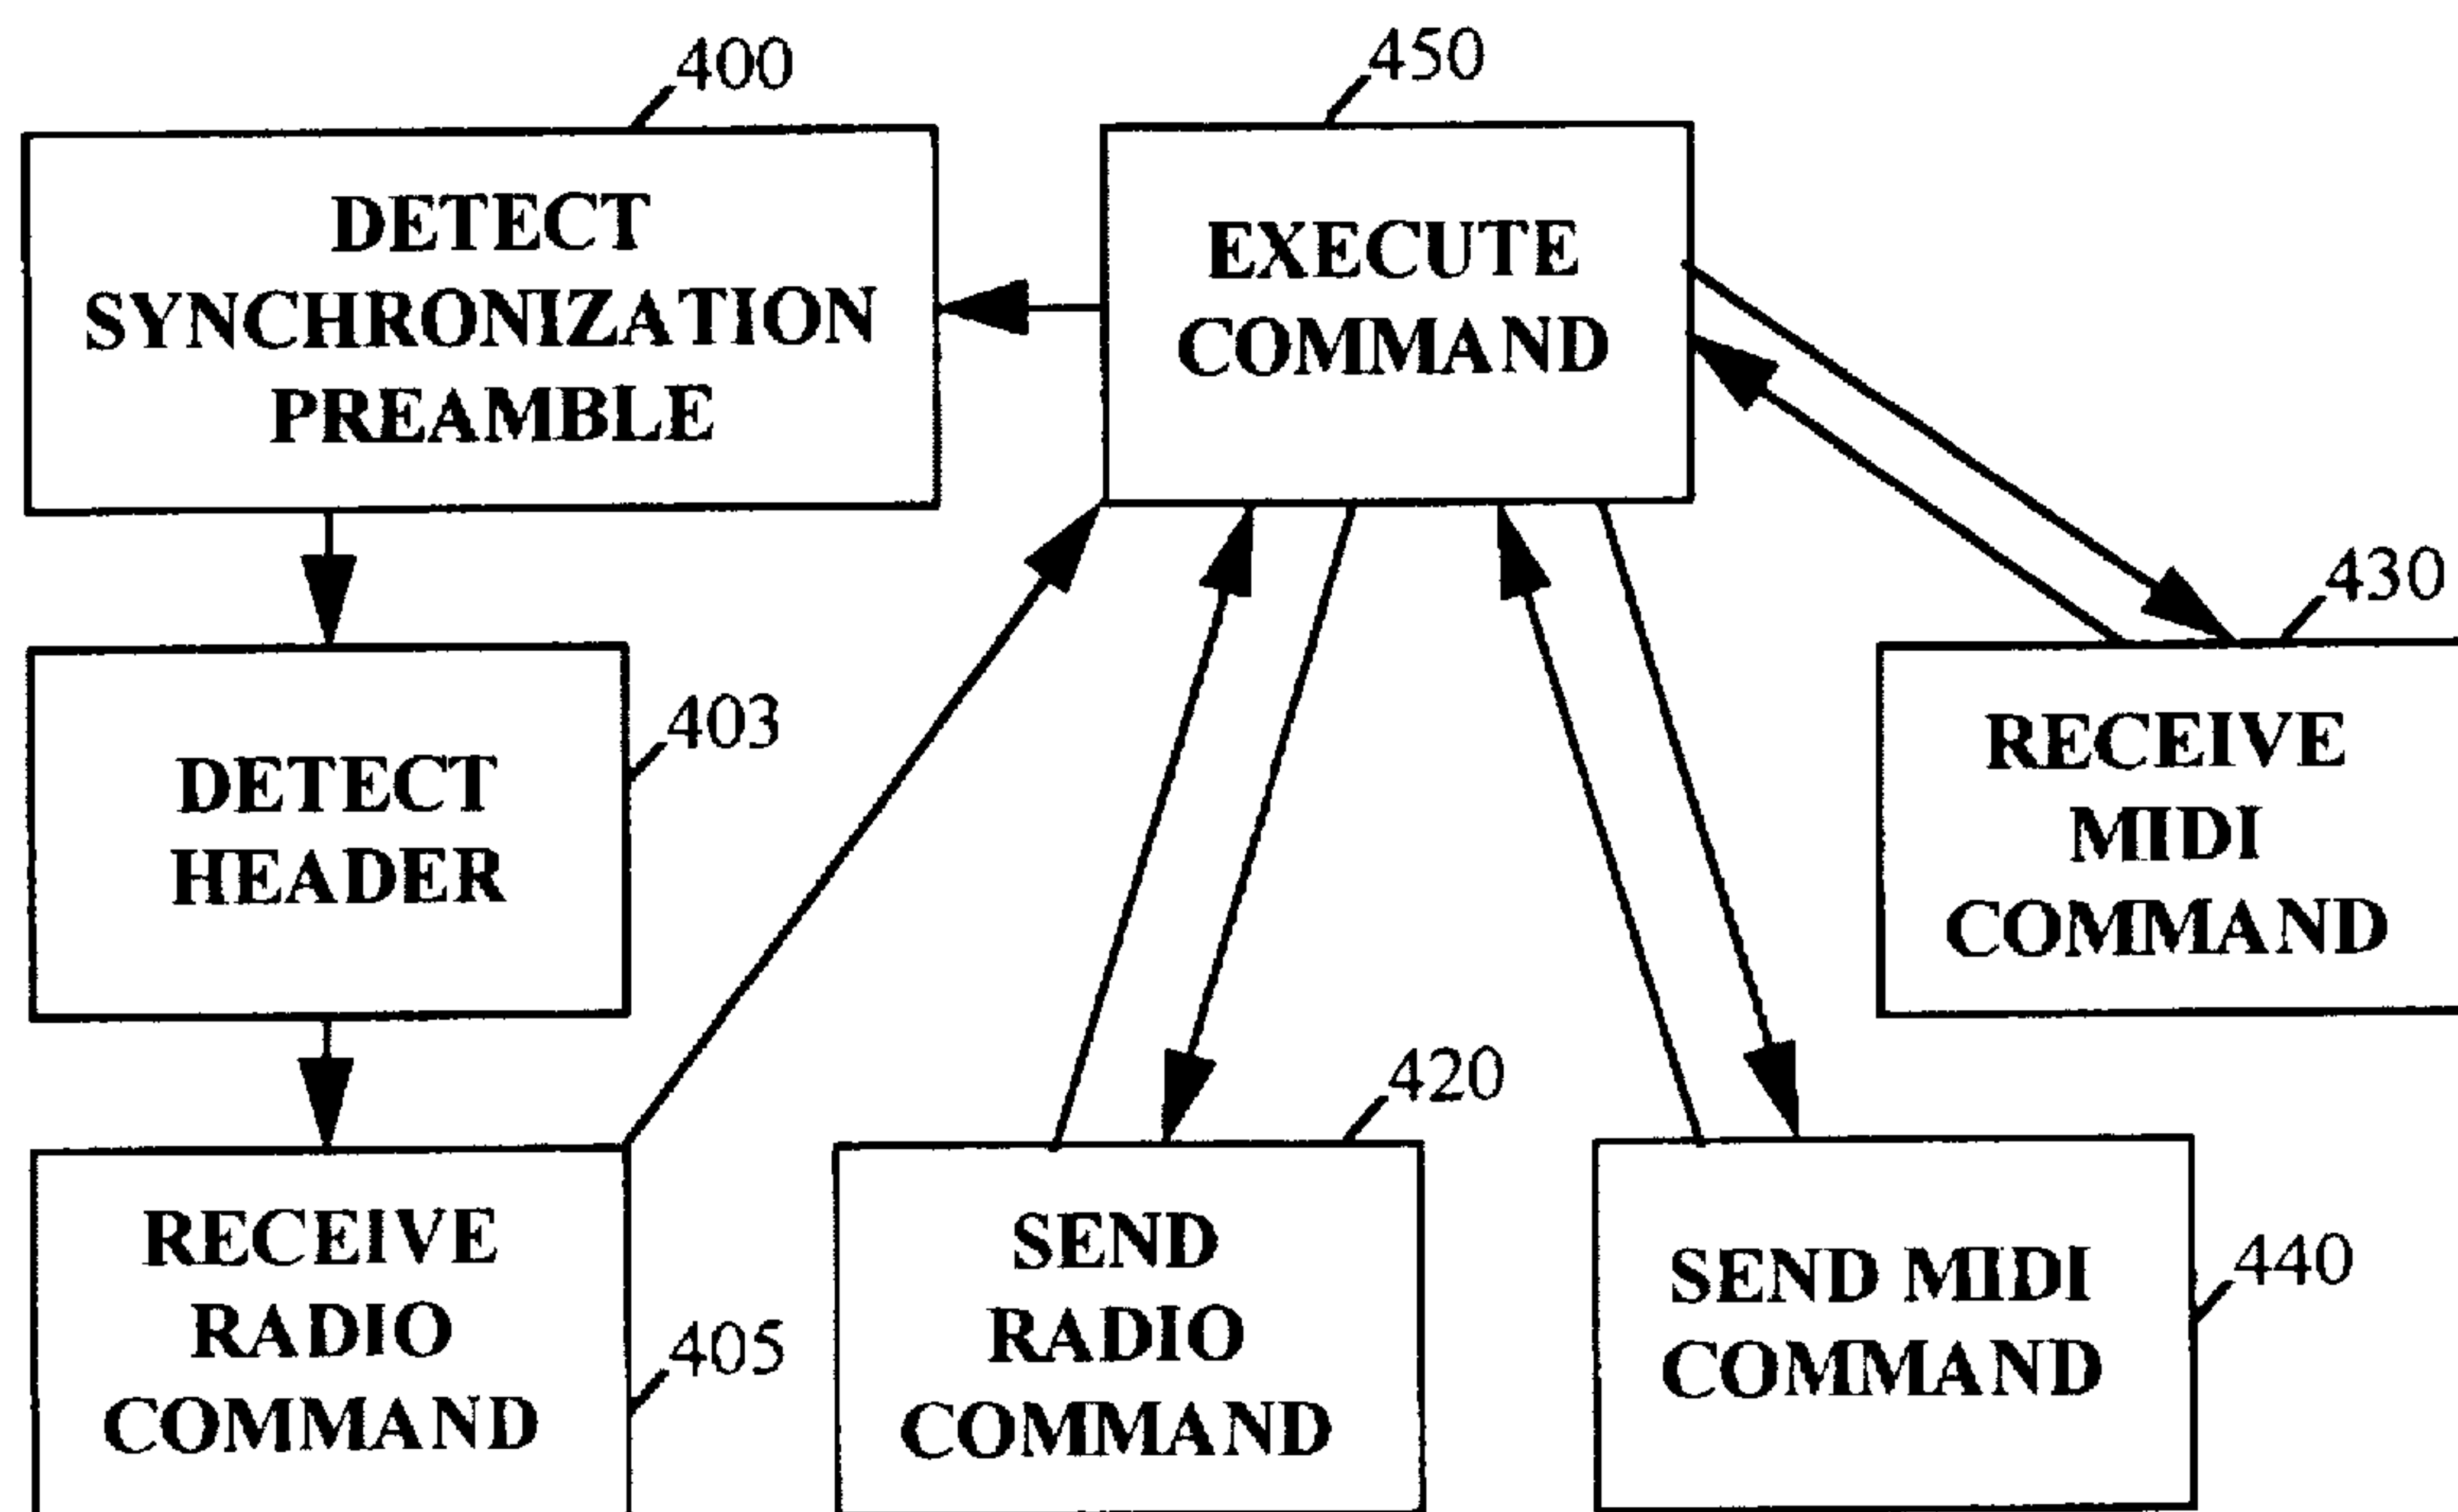 400
450
DETECT
SYNCHRONIZATION
PREAMBLE
EXECUTE
COMMAND
430
403
DETECT
HEADER
RECEIVE
MIDI
COMMAND
420
RECEIVE
RADIO
COMMAND
405
SEND
RADIO
COMMAND
SEND MIDI
COMMAND
440